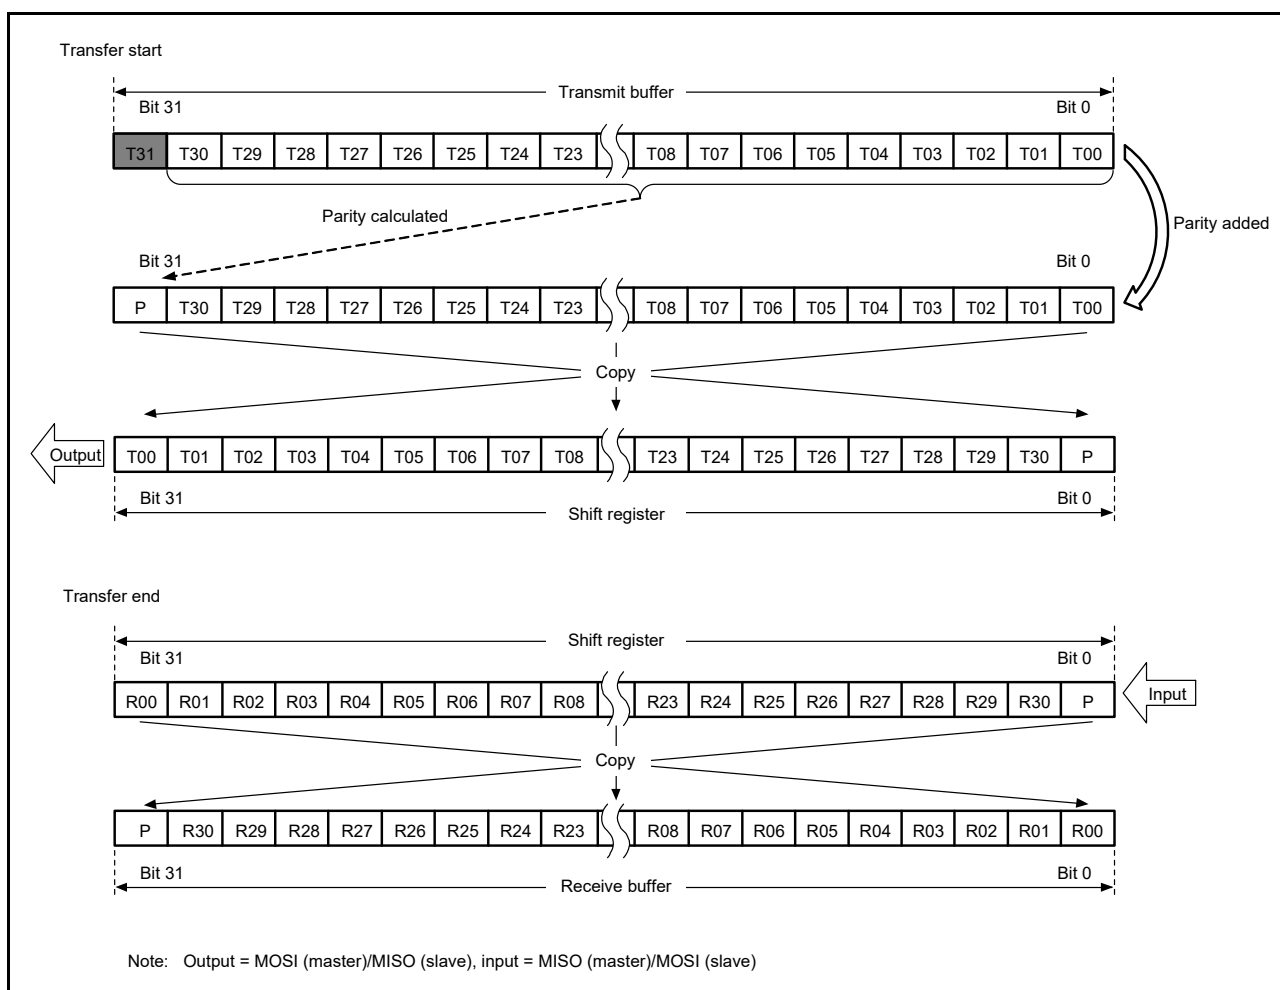 Transfer start
Transmit buffer
Bit 31 Bit 0
T31 T30 T29 T28 T27 T26 T25 T24 T23 T08 T07 T06 T05 T04 T03 T02 T01 T00
Parity calculated
Parity added
Bit 31 Bit 0
P T30 T29 T28 T27 T26 T25 T24 T23 T08 T07 T06 T05 T04 T03 T02 T01 T00
Copy
Output T00 T01 T02 T03 T04 T05 T06 T07 T08 T23 T24 T25 T26 T27 T28 T29 T30 P
Bit 31 Bit 0
Shift register
Transfer end
Shift register
Bit 31 Bit 0
R00 R01 R02 R03 R04 R05 R06 R07 R08 R23 R24 R25 R26 R27 R28 R29 R30 P Input
Copy
P R30 R29 R28 R27 R26 R25 R24 R23 R08 R07 R06 R05 R04 R03 R02 R01 R00
Bit 31 Bit 0
Receive buffer
Note: Output = MOSI (master)/MISO (slave), input = MISO (master)/MOSI (slave)